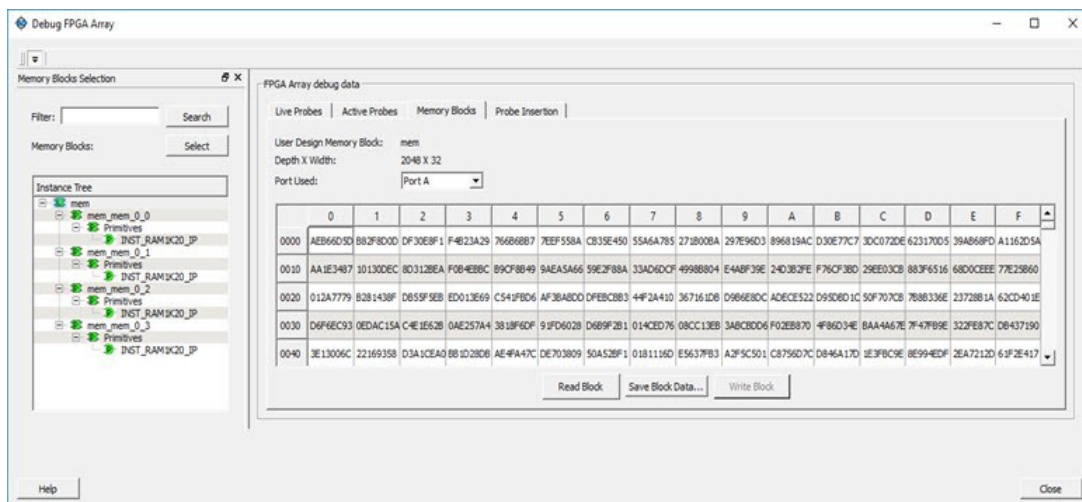 Debug FPGA Array
Memory Blocks Selection
Filter:
Search
Memory Blocks:
Select
Instance Tree
mem
mem_mem_0_0
Primitives
INST_RAM1K20_IP
mem_mem_0_1
Primitives
INST_RAM1K20_IP
mem_mem_0_2
Primitives
INST_RAM1K20_IP
mem_mem_0_3
Primitives
INST_RAM1K20_IP
FPGA Array debug data
Live Probes Active Probes Memory Blocks Probe Insertion
User Design Memory Block: mem
Depth X Width: 2048 X 32
Port Used: Port A
0 1 2 3 4 5 6 7 8 9 A B C D E F
0000 AEB66D5D B82F8D0D DF30E8F1 F4B23A29 766B6BB7 7EEF558A CB35E450 55A6A785 271B00BA 297E96D3 896819AC D30E77C7 3DC072DE 623170D5 39AB68FD A1162D5A
0010 AA1E3487 10130DEC 8D312BEA F0B4EBBC B9CF8B49 9AEA5A66 59E2F88A 33AD6DCF 4998B804 E4ABF39E 24D3B2FE F76CF3BD 29EE03CB 883F6516 68D0CEEE 77E25B60
0020 012A7779 B281438F DB55F5EB ED013E69 C541FBD6 AF3BABDD DFEBCBB3 44F2A410 367161DB D9B6E8DC ADECE522 D95D8D1C 50F707CB 7B8B336E 23728B1A 62CD401E
0030 D6F6EC93 0EDAC15A C4E1E62B 0AE257A4 3818F6DF 91FD6028 D6B9F2B1 014CED76 08CC13EB 3ABCBDD6 F02EB870 4F86D34E BAA4A67E 7F47FB9E 322FE87C DB437190
0040 3E13006C 22169358 D3A1CEA0 BB1D28DB AE4FA47C DE703809 50A52BF1 0181116D E5637FB3 A2F5C501 C8756D7C D846A17D 1E3FBC9E 8E994EDF 2EA7212D 61F2E417
Read Block Save Block Data... Write Block
Help
Close